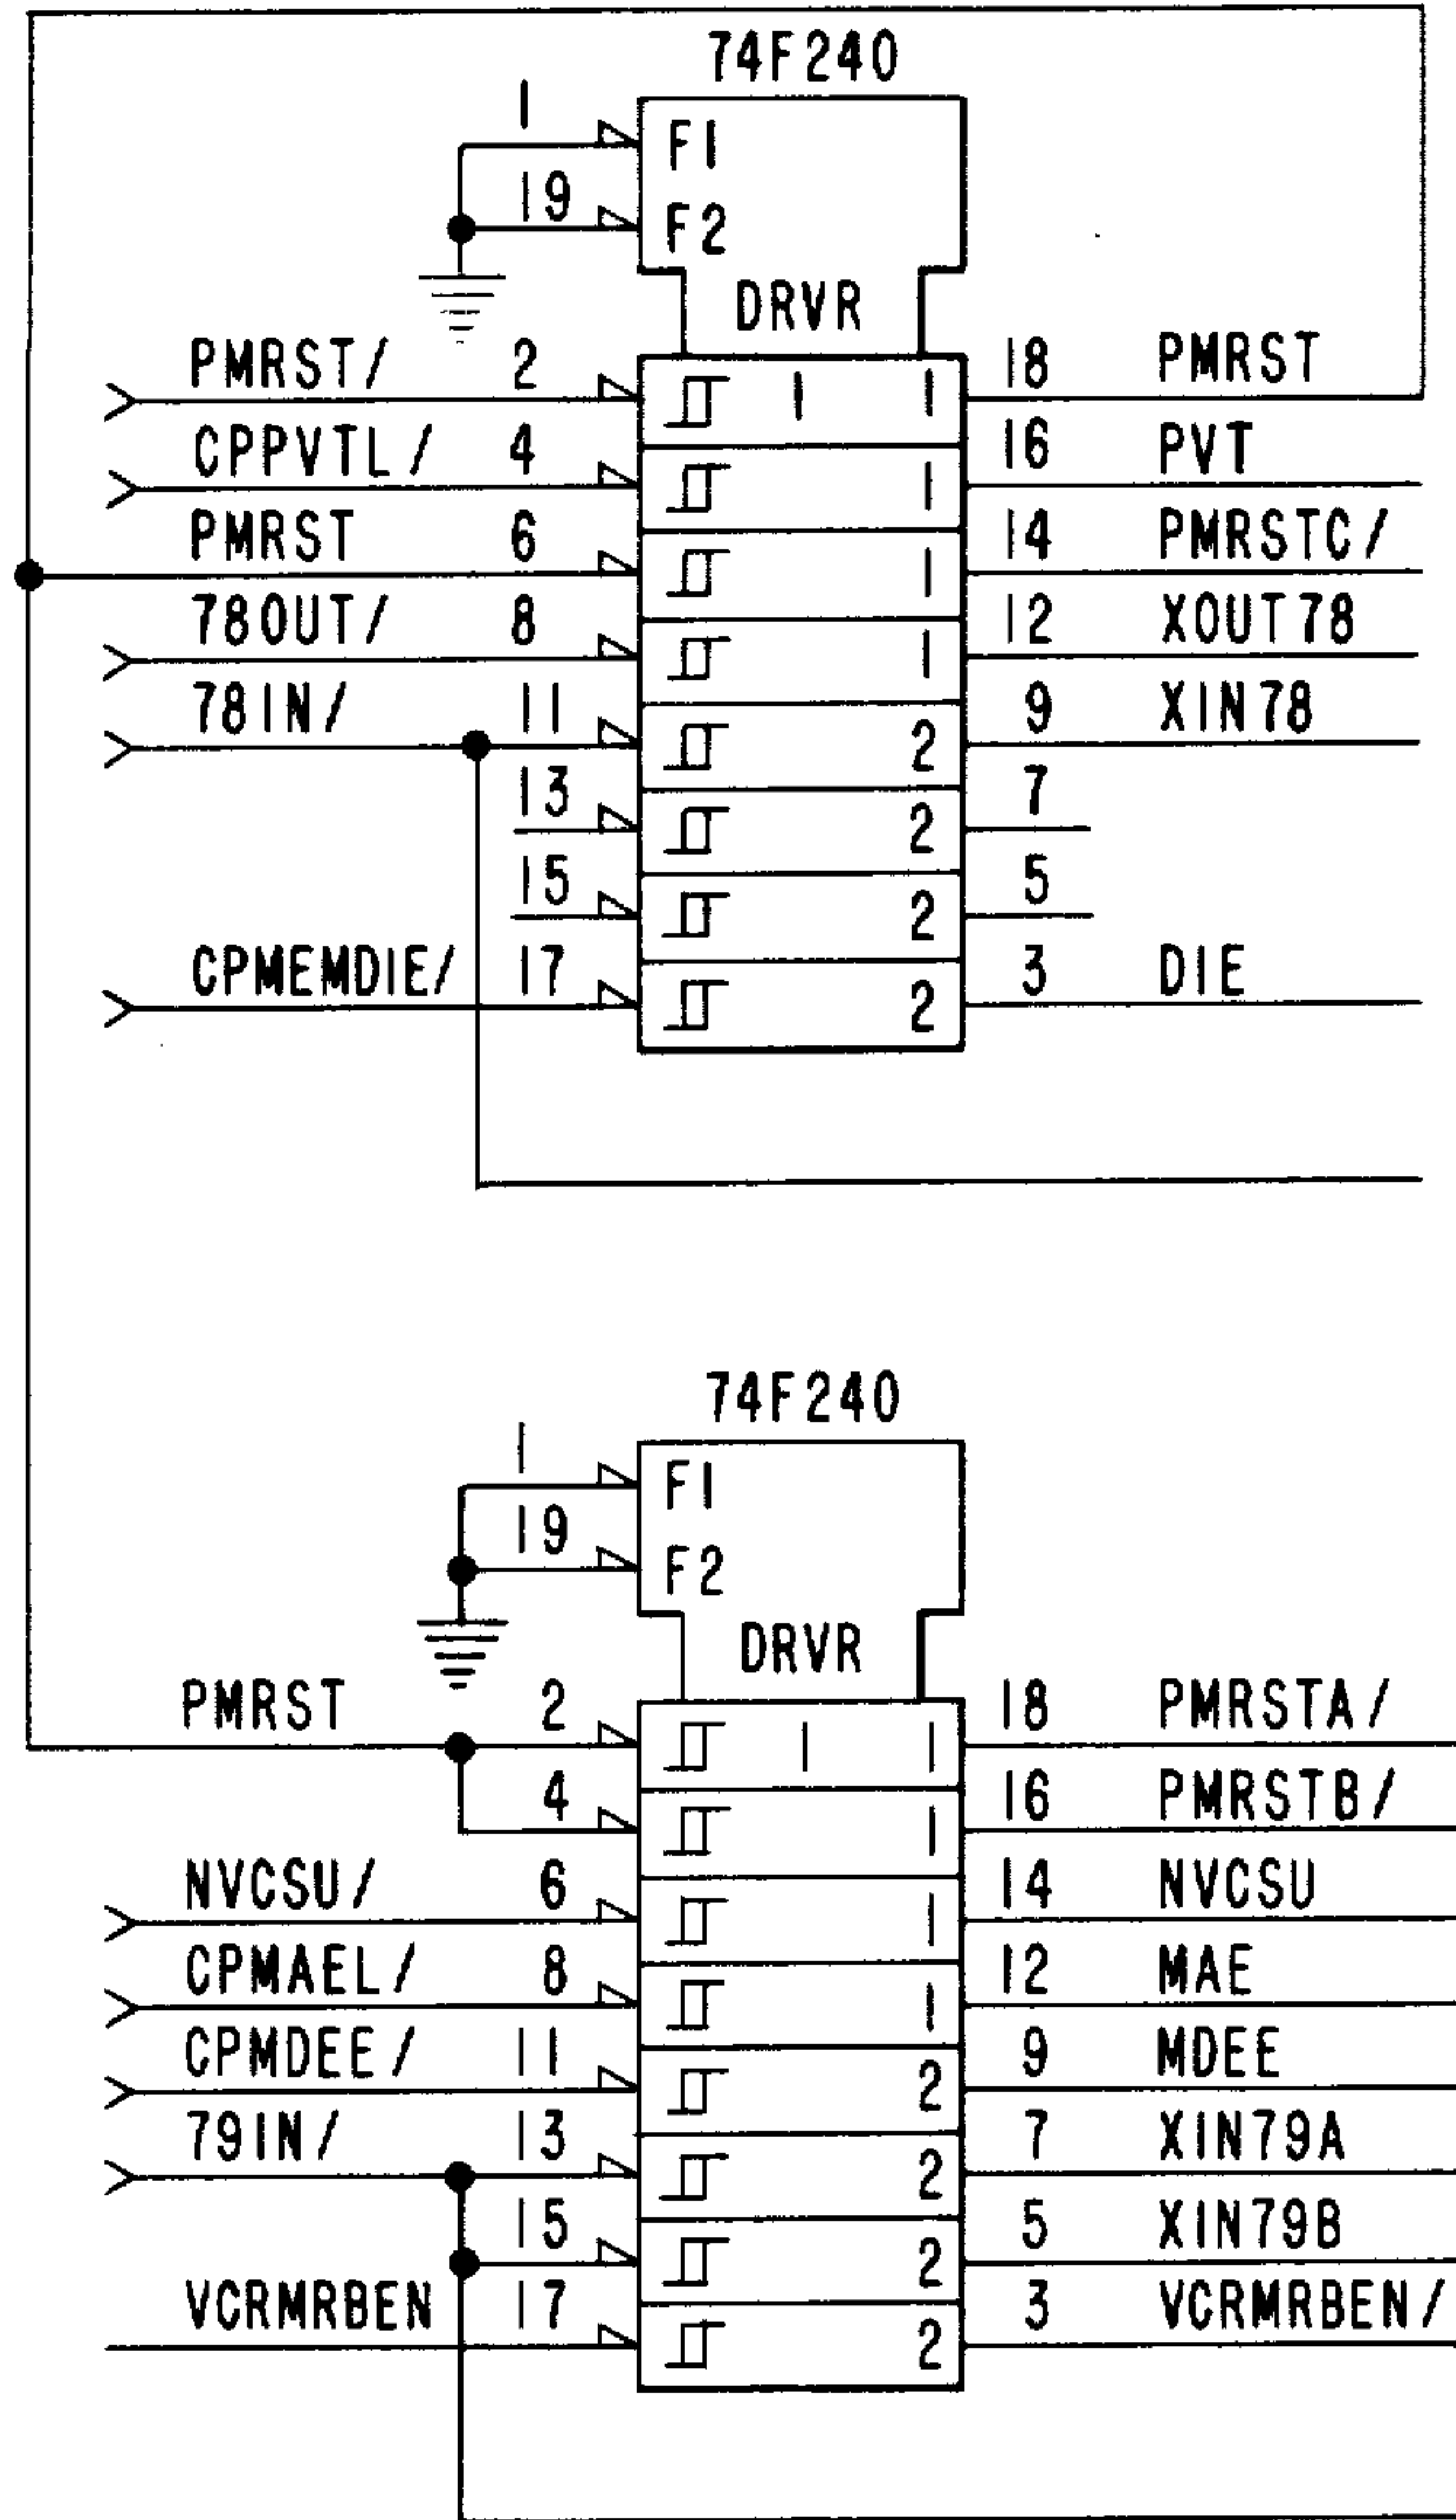 74F240
1 F1
19 F2
DRVR
PMRST/ 2 1 1 18 PMRST
CPPVTL/ 4 1 16 PVT
PMRST 6 1 14 PMRSTC/
78OUT/ 8 1 12 XOUT78
78IN/ 11 2 9 XIN78
13 2 7
15 2 5
CPMEMDIE/ 17 2 3 DIE
74F240
1 F1
19 F2
DRVR
PMRST 2 1 1 18 PMRSTA/
4 1 16 PMRSTB/
NVCSU/ 6 1 14 NVCSU
CPMAEL/ 8 1 12 MAE
CPMDEE/ 11 2 9 MDEE
79IN/ 13 2 7 XIN79A
15 2 5 XIN79B
VCRMRBEN 17 2 3 VCRMRBEN/